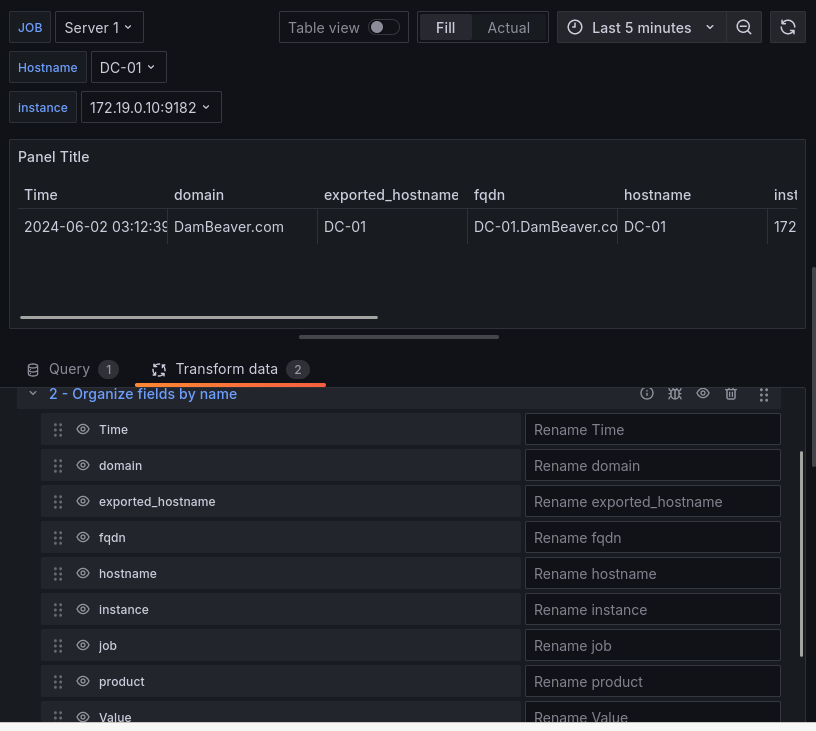 JOB Server 1 Table view Fill Actual Last 5 minutes
Hostname DC-01
instance 172.19.0.10:9182
Panel Title
Time domain exported_hostname fqdn hostname inst
2024-06-02 03:12:39 DamBeaver.com DC-01 DC-01.DamBeaver.co DC-01 172
Query 1 Transform data 2
2 - Organize fields by name
Time Rename Time
domain Rename domain
exported_hostname Rename exported_hostname
fqdn Rename fqdn
hostname Rename hostname
instance Rename instance
job Rename job
product Rename product
Value Rename Value